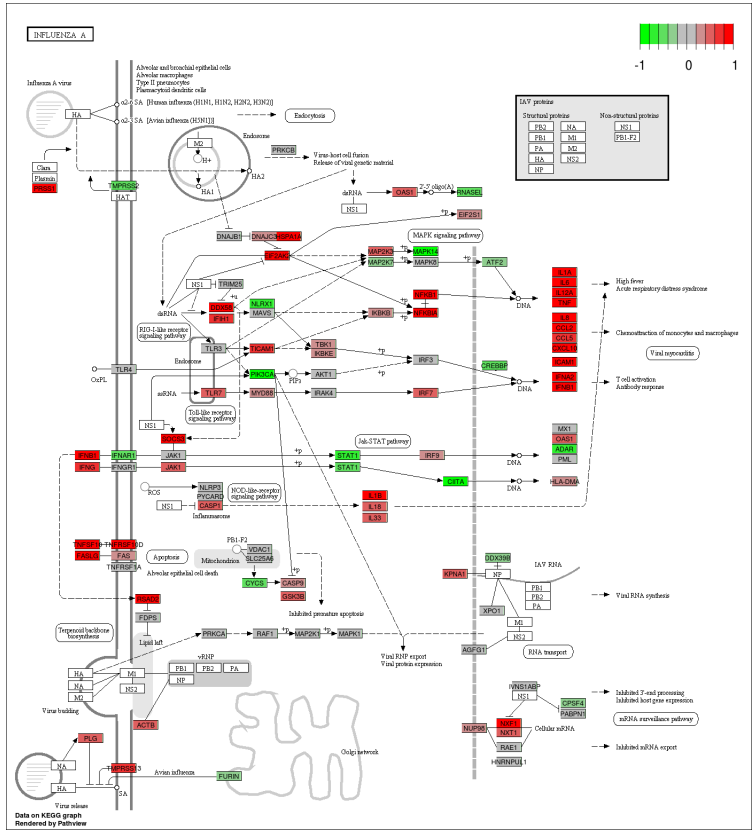 INFLUENZA A
-1 0 1
Alveolar and bronchial epithelial cells
Alveolar macrophages
Type II pneumocytes
Plasmacytoid dendritic cells
Influenza A virus
HA
α2-3 SA [Human influenza (H1N1, H1N2, H2N2, H3N2)]
α2-3 SA [Avian influenza (H5N1)]
Endocytosis
IAV proteins
Structural proteins
Non-structural proteins
PB2 NA NS1
PB1 M1 PB1-F2
PA M2
HA NS2
NP
Endosome
M2
H+
HA1
HA2
PRKCB
Virus-host cell fusion
Release of viral genetic material
Clara
Plasmin
PRSS1
TMPRSS2
HAT
dsRNA
OAS1
2'-5' oligo(A)
RNASEL
NS1
EIF2S1
+p
DNAJB1
DNAJC3
HSPA1A
EIF2AK2
MAPK signaling pathway
MAP2K3 +p MAPK14
MAP2K7 +p MAPK8
ATF2
NS1
TRIM25
+u
DDX58
IFIH1
dsRNA
NLRX1
MAVS
IKBKB
+p
NFKB1
NFKBIA
DNA
IL1A
IL6
IL12A
TNF
High fever
Acute respiratory distress syndrome
IL8
CCL2
CCL5
CXCL10
Chemoattraction of monocytes and macrophages
Viral myocarditis
ICAM1
IFNA2
IFNB1
T cell activation
Antibody response
RIG-I-like receptor
signaling pathway
TLR3
TICAM1
TBK1
IKBKE
+p
IRF3
CREBBP
Endosome
OxPL
TLR4
PIK3CA
PIP3
AKT1
ssRNA
TLR7
MYD88
IRAK4
+p
IRF7
DNA
Toll-like receptor
signaling pathway
NS1
SOCS3
Jak-STAT pathway
IFNB1
IFNAR1
JAK1
+p
STAT1
IRF9
DNA
IFNG
IFNGR1
JAK1
+p
STAT1
CIITA
DNA
MX1
OAS1
ADAR
PML
HLA-DMA
ROS
NLRP3
PYCARD
CASP1
NS1
Inflammasome
NOD-like-receptor
signaling pathway
IL1B
IL18
IL33
TNFSF10
TNFRSF10D
FASLG
FAS
TNFRSF1A
Apoptosis
Alveolar epithelial cell death
PB1-F2
VDAC1
SLC25A6
Mitochondrion
CYCS
+p
CASP9
GSK3B
Inhibited premature apoptosis
DDX39B
KPNA1
NP
IAV RNA
PB1
PB2
PA
Viral RNA synthesis
XPO1
M1
NS2
AGFG1
RNA transport
RSAD2
FDPS
Lipid laft
Terpenoid backbone
biosynthesis
PRKCA
RAF1
+p
MAP2K1
+p
MAPK1
Viral RNP export
Viral protein expression
vRNP
PB1 PB2 PA
NP
HA
NA
M2
M1
NS2
Virus budding
ACTB
IVNS1ABP
NS1
CPSF4
PABPN1
Inhibited 3'-end processing
Inhibited host gene expression
mRNA surveillance pathway
NUP98
NXF1
NXT1
RAE1
HNRNPUL1
Cellular mRNA
Inhibited mRNA export
Golgi network
PLG
NA
HA
TMPRSS13
SA
Avian influenza
FURIN
Virus release
Data on KEGG graph
Rendered by Pathview